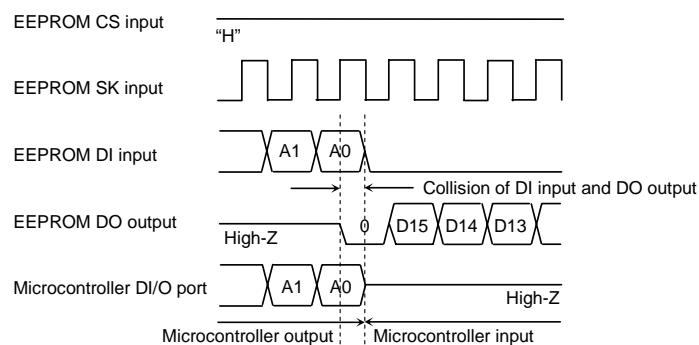 EEPROM CS input
“H”
EEPROM SK input
EEPROM DI input
A1 A0
Collision of DI input and DO output
EEPROM DO output
High-Z
0 D15 D14 D13
Microcontroller DI/O port
A1 A0
High-Z
Microcontroller output Microcontroller input